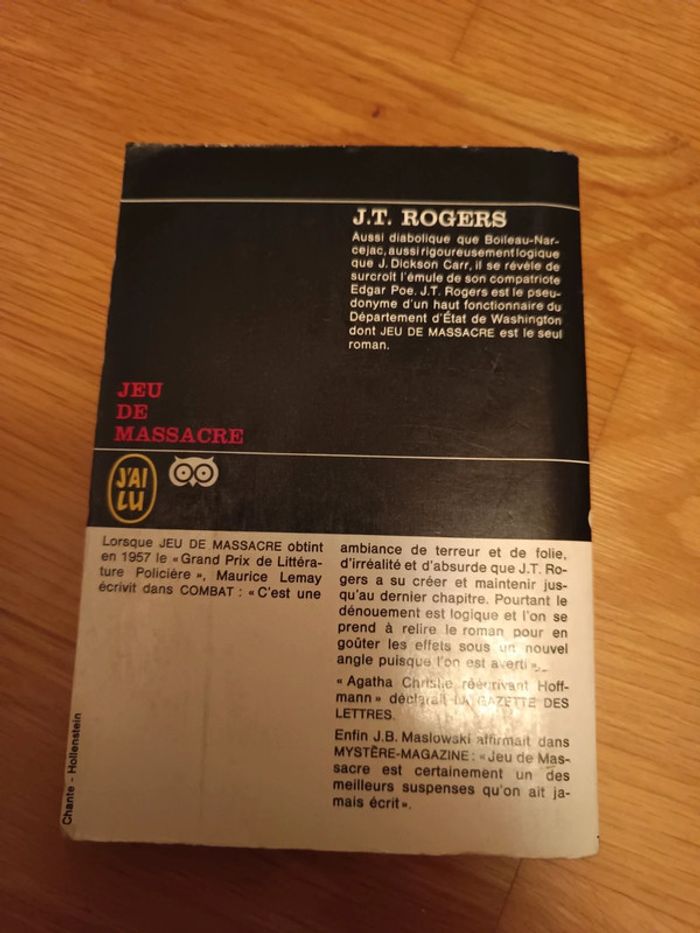 J.T. ROGERS
Aussi diabolique que Boileau-Nar-
cejac, aussi rigoureusement logique
que J. Dickson Carr, il se révèle de
surcroît l'émule de son compatriote
Edgar Poe. J.T. Rogers est le pseu-
donyme d'un haut fonctionnaire du
Département d'État de Washington
dont JEU DE MASSACRE est le seul
roman.
JEU
DE
MASSACRE
J'AI
LU
Lorsque JEU DE MASSACRE obtint
en 1957 le « Grand Prix de Littéra-
ture Policière », Maurice Lemay
écrivit dans COMBAT : « C'est une
ambiance de terreur et de folie,
d'irréalité et d'absurde que J.T. Ro-
gers a su créer et maintenir jus-
qu'au dernier chapitre. Pourtant le
dénouement est logique et l'on se
prend à relire le roman pour en
goûter les effets sous un nouvel
angle puisque l'on est averti ».
« Agatha Christie réécrivant Hoff-
mann » déclarait LA GAZETTE DES
LETTRES.
Enfin J.B. Maslowski affirmait dans
MYSTÈRE-MAGAZINE : « Jeu de Mas-
sacre est certainement un des
meilleurs suspenses qu'on ait ja-
mais écrit ».
Chante - Hollenstein